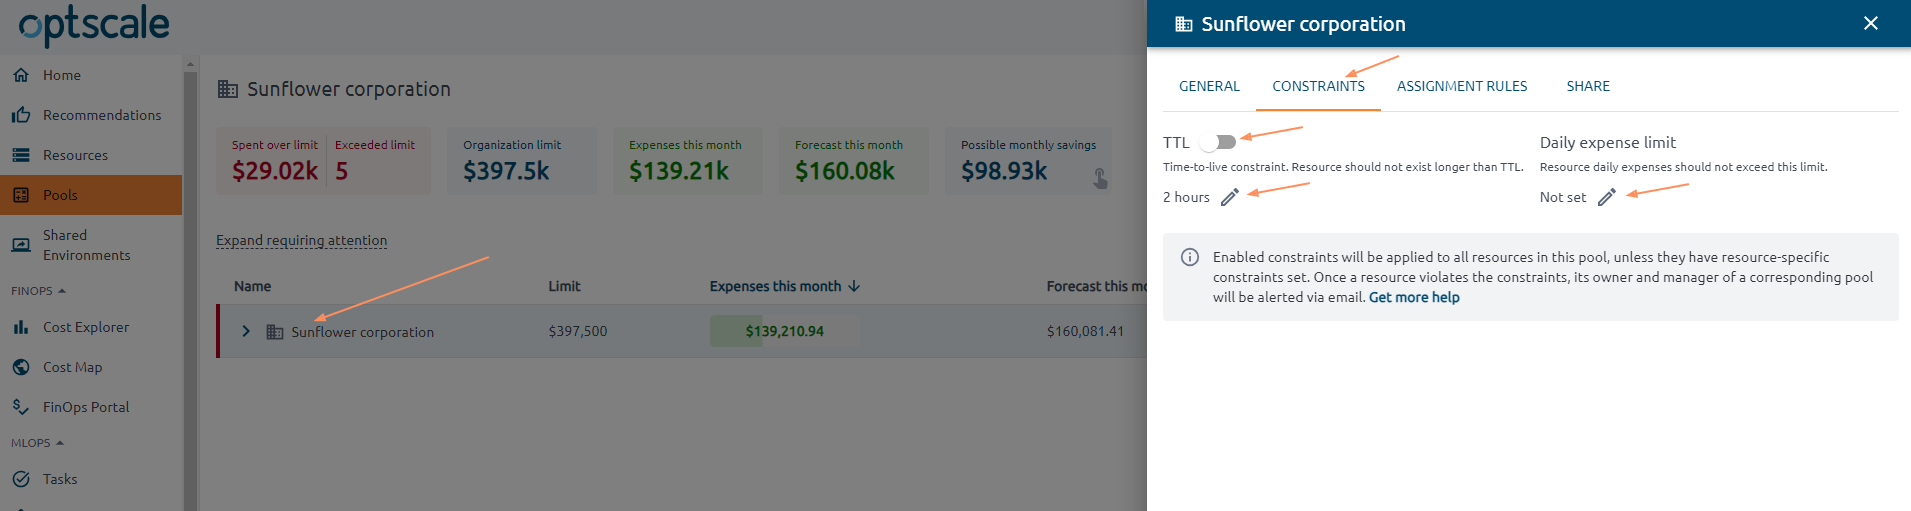 optscale
Home
Recommendations
Resources
Pools
Shared
Environments
FINOPS
Cost Explorer
Cost Map
FinOps Portal
MLOPS
Tasks
Sunflower corporation
Spent over limit
$29.02k
Exceeded limit
5
Organization limit
$397.5k
Expenses this month
$139.21k
Forecast this month
$160.08k
Possible monthly savings
$98.93k
Expand requiring attention
Name Limit Expenses this month Forecast this mo
Sunflower corporation $397,500 $139,210.94 $160,081.41
Sunflower corporation
GENERAL CONSTRAINTS ASSIGNMENT RULES SHARE
TTL
Time-to-live constraint. Resource should not exist longer than TTL.
2 hours
Daily expense limit
Resource daily expenses should not exceed this limit.
Not set
Enabled constraints will be applied to all resources in this pool, unless they have resource-specific
constraints set. Once a resource violates the constraints, its owner and manager of a corresponding pool
will be alerted via email. Get more help